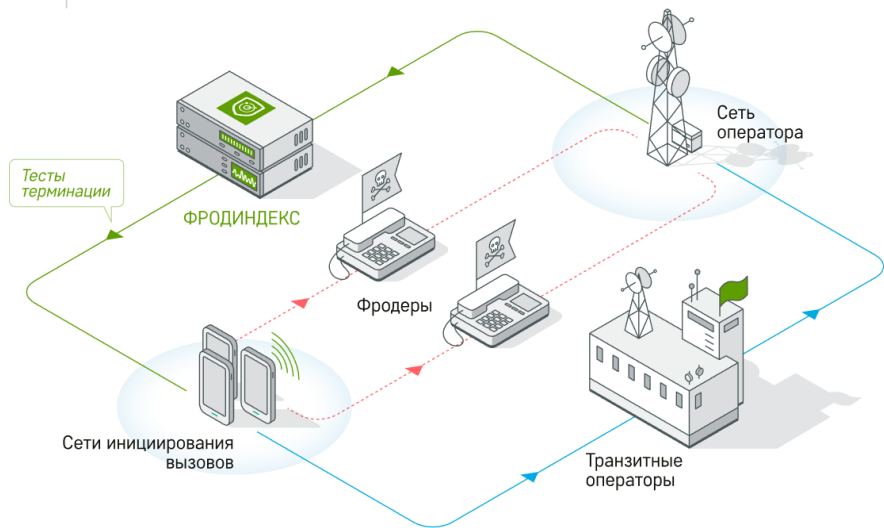 Сеть
оператора
Тесты
терминации
ФРОДИНДЕКС
Фродеры
Сети инициирования
вызовов
Транзитные
операторы